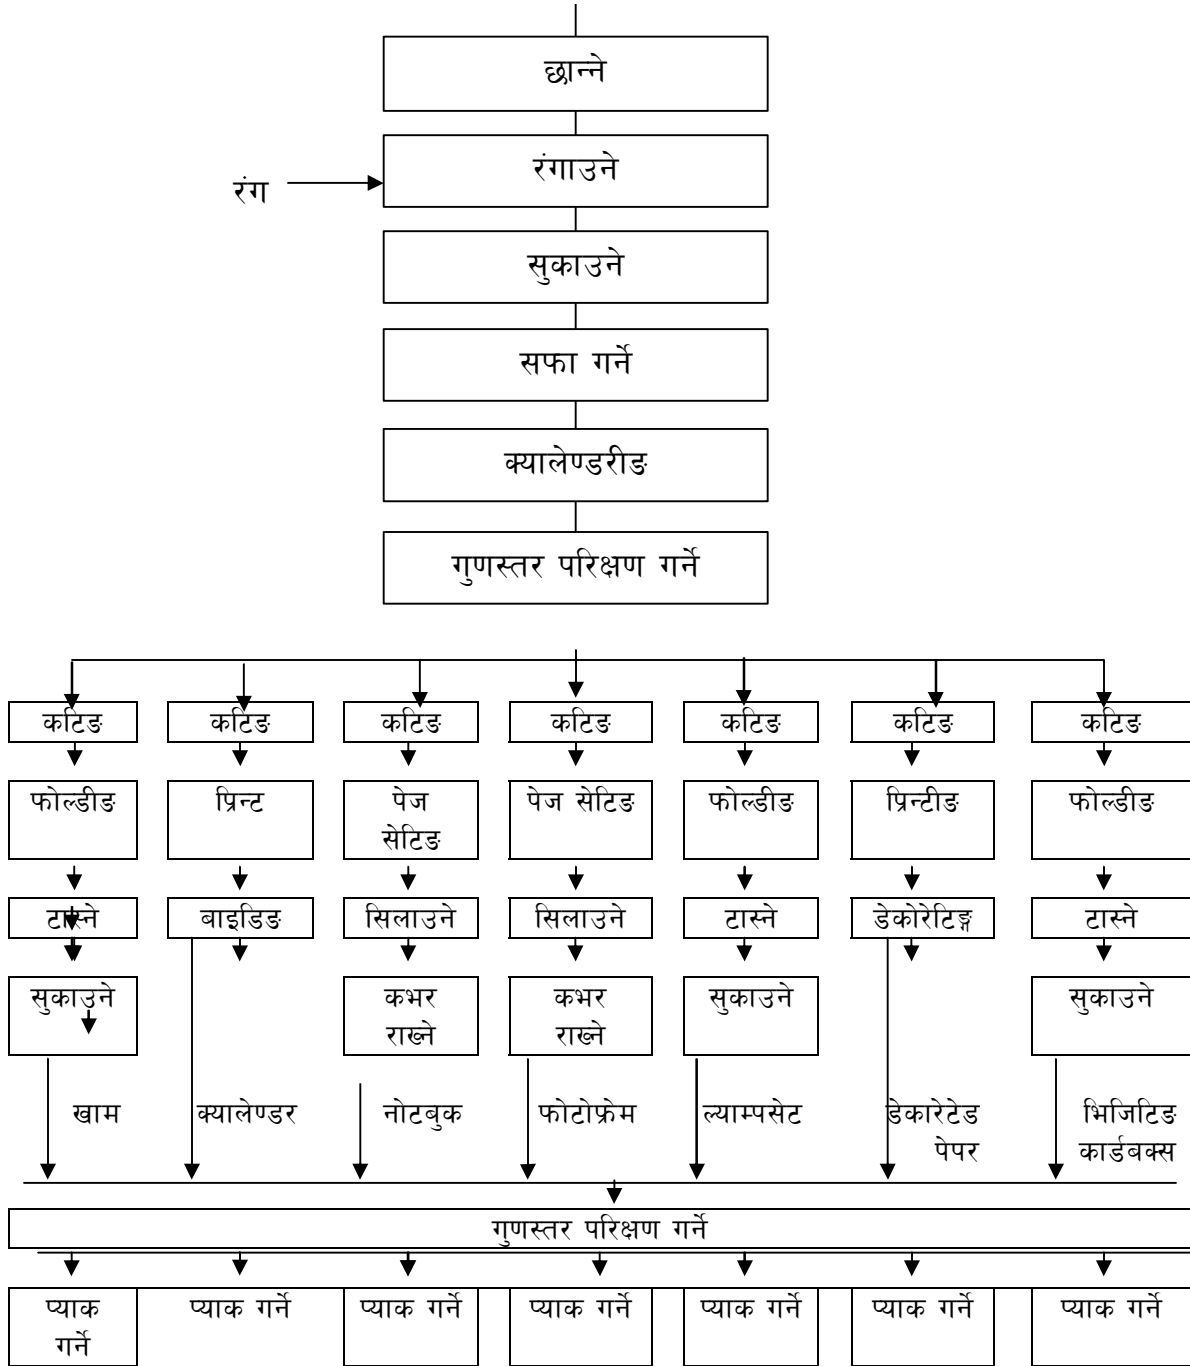 छान्ने
रंगाउने
रंग
सुकाउने
सफा गर्ने
क्यालेण्डरीङ
गुणस्तर परिक्षण गर्ने
कटिङ कटिङ कटिङ कटिङ कटिङ कटिङ कटिङ
फोल्डीङ प्रिन्ट पेज पेज सेटिङ फोल्डीङ प्रिन्टीङ फोल्डीङ
सेटिङ
टास्ने बाइडिङ सिलाउने सिलाउने टास्ने डेकोरेटिङ्ग टास्ने
सुकाउने कभर कभर सुकाउने सुकाउने
राख्ने राख्ने
खाम क्यालेण्डर नोटबुक फोटोफ्रेम ल्याम्पसेट डेकारेटेड भिजिटिङ
पेपर कार्डबक्स
गुणस्तर परिक्षण गर्ने
प्याक प्याक गर्ने प्याक गर्ने प्याक गर्ने प्याक गर्ने प्याक गर्ने प्याक गर्ने
गर्ने